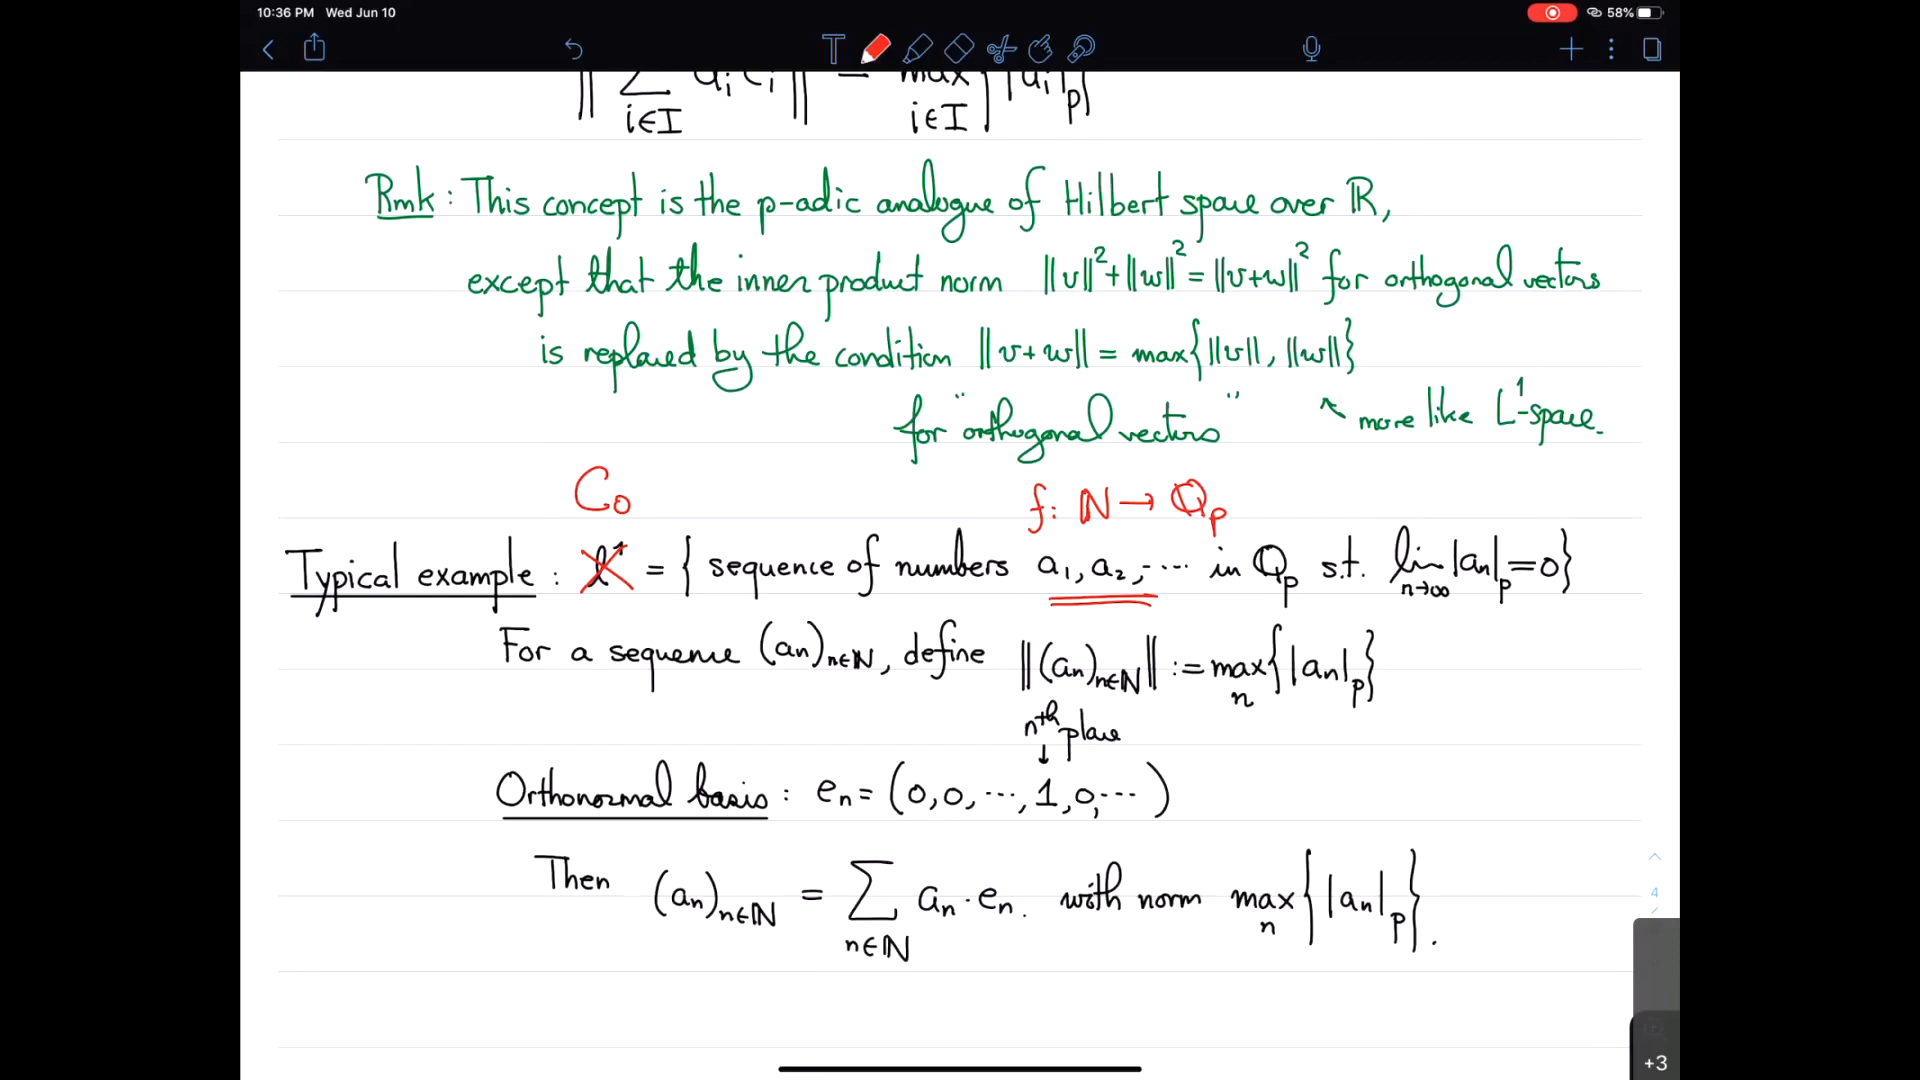 10:36 PM Wed Jun 10
58%
‖ Σ aᵢeᵢ ‖ = max { |aᵢ|p }
i∈I i∈I
Rmk : This concept is the p-adic analogue of Hilbert space over ℝ,
except that the inner product norm ‖v‖² + ‖w‖² = ‖v+w‖² for orthogonal vectors
is replaced by the condition ‖v+w‖ = max{‖v‖, ‖w‖}
for "orthogonal vectors" ↖ more like L¹-space.
C₀ f: ℕ → ℚp
Typical example : ℓ¹ = { sequence of numbers a₁, a₂, ··· in ℚp s.t. lim n→∞ |an|p = 0 }
For a sequence (an)n∈ℕ, define ‖(an)n∈ℕ‖ := max n {|an|p}
nth place
↓
Orthonormal basis : en = (0, 0, ···, 1, 0, ··· )
Then (an)n∈ℕ = Σ n∈ℕ an · en. with norm max n {|an|p}.
4
+3